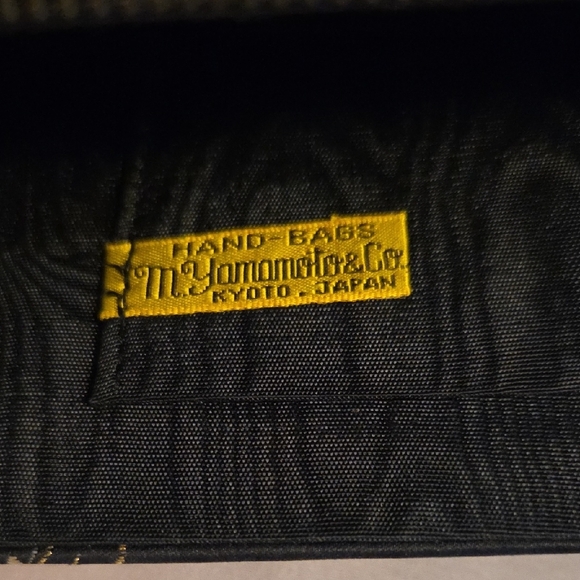 HAND-BAGS
M. Yamamoto & Co.
KYOTO . JAPAN